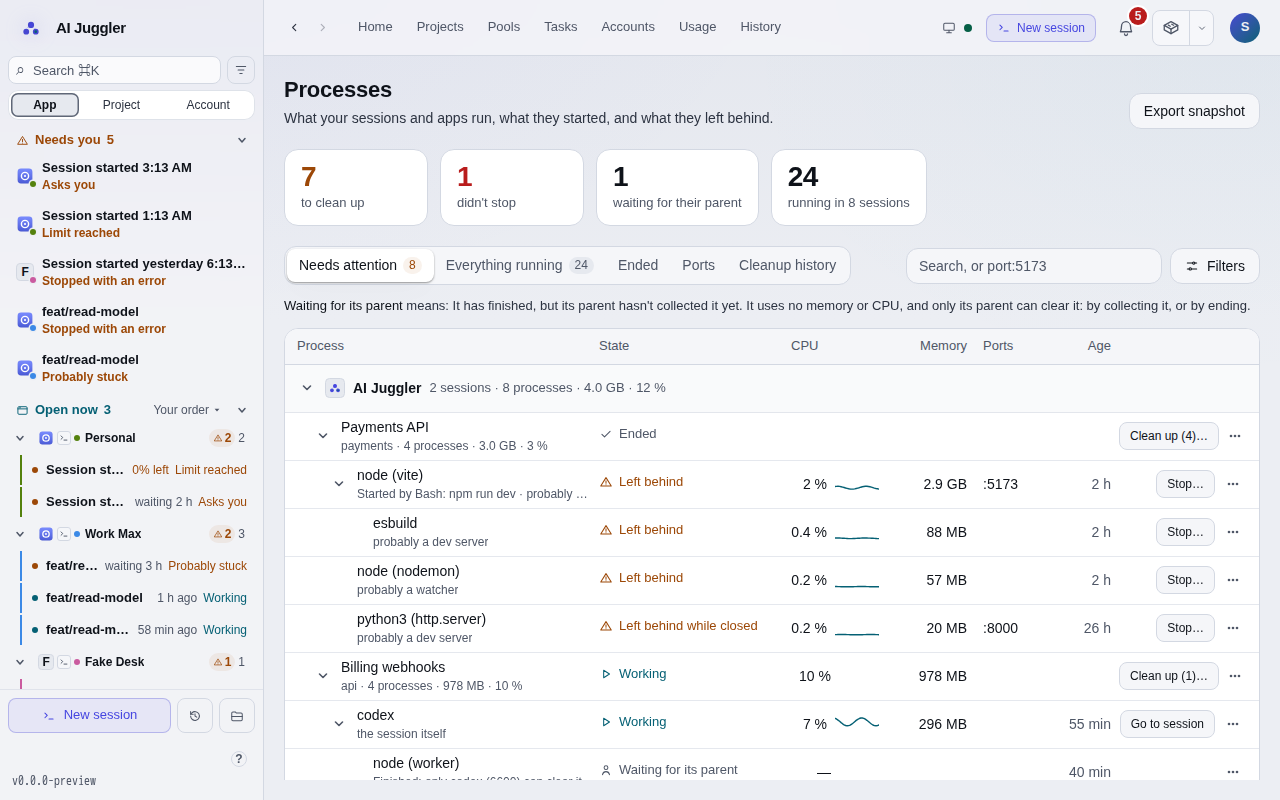 AI Juggler
Search ⌘K
App Project Account
Needs you 5
Session started 3:13 AM
Asks you
Session started 1:13 AM
Limit reached
F
Session started yesterday 6:13…
Stopped with an error
feat/read-model
Stopped with an error
feat/read-model
Probably stuck
Open now 3
Your order
Personal 2 2
Session st… 0% left Limit reached
Session st… waiting 2 h Asks you
Work Max 2 3
feat/re… waiting 3 h Probably stuck
feat/read-model 1 h ago Working
feat/read-m… 58 min ago Working
F Fake Desk 1 1
New session
?
v0.0.0-preview
Home Projects Pools Tasks Accounts Usage History
New session
5
S
Processes
What your sessions and apps run, what they started, and what they left behind.
Export snapshot
7
to clean up
1
didn't stop
1
waiting for their parent
24
running in 8 sessions
Needs attention 8
Everything running 24
Ended
Ports
Cleanup history
Search, or port:5173
Filters
Waiting for its parent means: It has finished, but its parent hasn't collected it yet. It uses no memory or CPU, and only its parent can clear it: by collecting it, or by ending.
Process State CPU Memory Ports Age
AI Juggler 2 sessions · 8 processes · 4.0 GB · 12 %
Payments API
payments · 4 processes · 3.0 GB · 3 %
Ended
Clean up (4)…
node (vite)
Started by Bash: npm run dev · probably …
Left behind 2 % 2.9 GB :5173 2 h Stop…
esbuild
probably a dev server
Left behind 0.4 % 88 MB 2 h Stop…
node (nodemon)
probably a watcher
Left behind 0.2 % 57 MB 2 h Stop…
python3 (http.server)
probably a dev server
Left behind while closed 0.2 % 20 MB :8000 26 h Stop…
Billing webhooks
api · 4 processes · 978 MB · 10 %
Working 10 % 978 MB Clean up (1)…
codex
the session itself
Working 7 % 296 MB 55 min Go to session
node (worker)
Finished: only codex (6600) can clear it
Waiting for its parent — 40 min